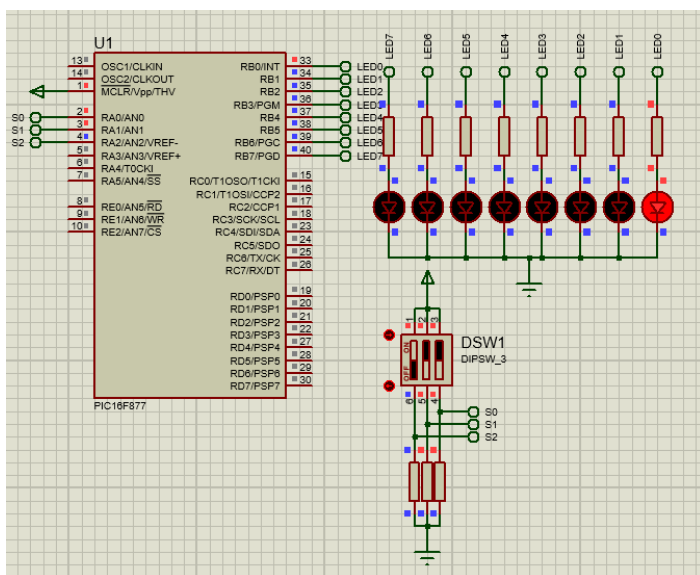 U1
13 OSC1/CLKIN RB0/INT 33 LED0
14 OSC2/CLKOUT RB1 34 LED1
1 MCLR/Vpp/THV RB2 35 LED2
RB3/PGM 36 LED3
S0 2 RA0/AN0 RB4 37 LED4
S1 3 RA1/AN1 RB5 38 LED5
S2 4 RA2/AN2/VREF- RB6/PGC 39 LED6
5 RA3/AN3/VREF+ RB7/PGD 40 LED7
6 RA4/T0CKI
7 RA5/AN4/SS RC0/T1OSO/T1CKI 15
RC1/T1OSI/CCP2 16
8 RE0/AN5/RD RC2/CCP1 17
9 RE1/AN6/WR RC3/SCK/SCL 18
10 RE2/AN7/CS RC4/SDI/SDA 23
RC5/SDO 24
RC6/TX/CK 25
RC7/RX/DT 26
RD0/PSP0 19
RD1/PSP1 20
RD2/PSP2 21
RD3/PSP3 22
RD4/PSP4 27
RD5/PSP5 28
RD6/PSP6 29
RD7/PSP7 30
PIC16F877
LED7 LED6 LED5 LED4 LED3 LED2 LED1 LED0
1 2 3
ON
OFF
DSW1
DIPSW_3
6 5 4
S0
S1
S2